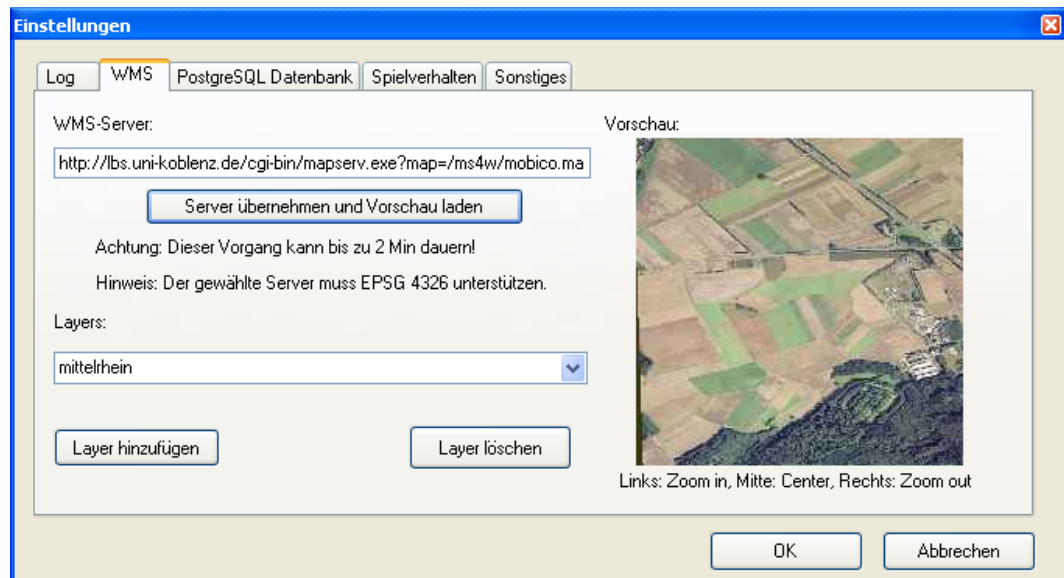 Einstellungen
Log WMS PostgreSQL Datenbank Spielverhalten Sonstiges
WMS-Server:
http://lbs.uni-koblenz.de/cgi-bin/mapserv.exe?map=/ms4w/mobico.ma
Server übernehmen und Vorschau laden
Achtung: Dieser Vorgang kann bis zu 2 Min dauern!
Hinweis: Der gewählte Server muss EPSG 4326 unterstützen.
Layers:
mittelrhein
Layer hinzufügen
Layer löschen
Vorschau:
Links: Zoom in, Mitte: Center, Rechts: Zoom out
OK
Abbrechen